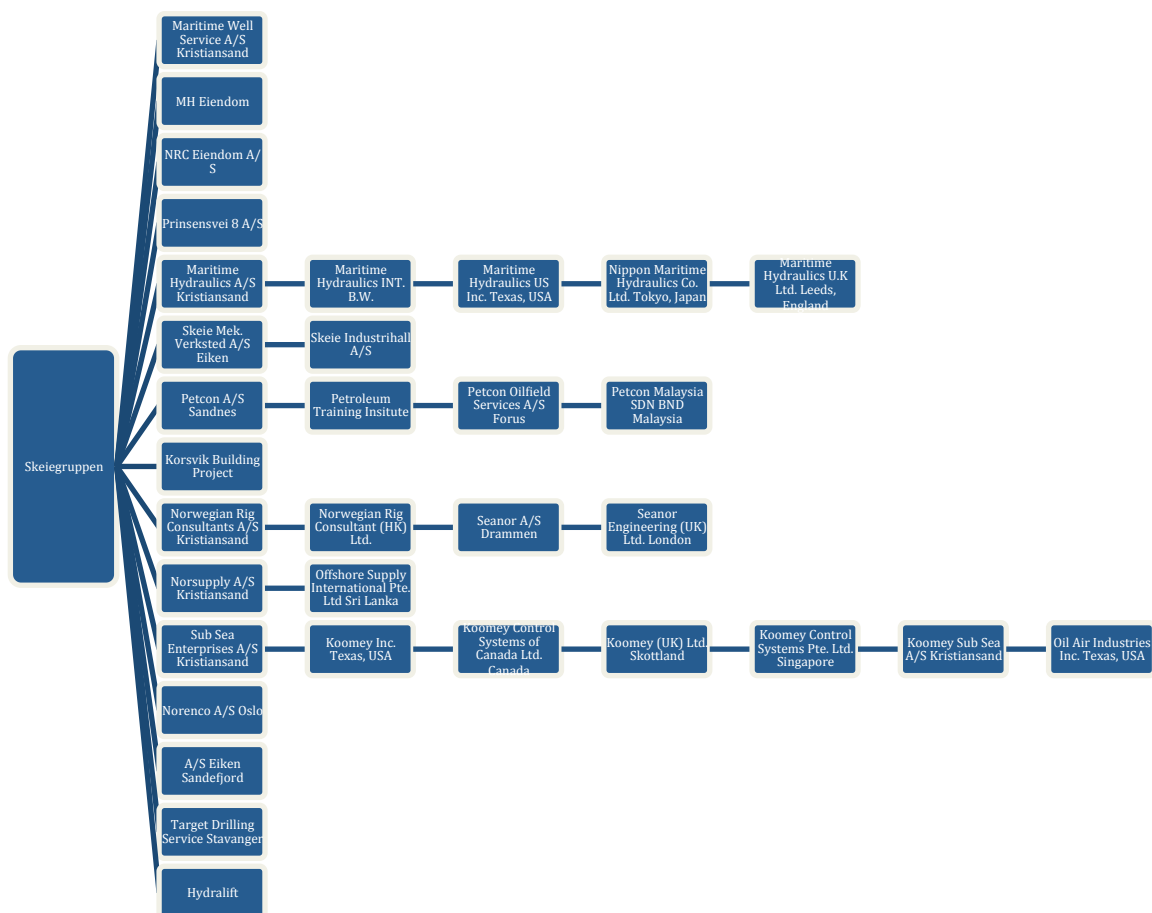 Maritime Well
Service A/S
Kristiansand
MH Eiendom
NRC Eiendom A/
S
Prinsensvei 8 A/S
Maritime
Hydraulics A/S
Kristiansand
Maritime
Hydraulics INT.
B.W.
Maritime
Hydraulics US
Inc. Texas, USA
Nippon Maritime
Hydraulics Co.
Ltd. Tokyo, Japan
Maritime
Hydraulics U.K
Ltd. Leeds,
England
Skeie Mek.
Verksted A/S
Eiken
Skeie Industrihall
A/S
Petcon A/S
Sandnes
Petroleum
Training Insitute
Petcon Oilfield
Services A/S
Forus
Petcon Malaysia
SDN BND
Malaysia
Skeiegruppen
Korsvik Building
Project
Norwegian Rig
Consultants A/S
Kristiansand
Norwegian Rig
Consultant (HK)
Ltd.
Seanor A/S
Drammen
Seanor
Engineering (UK)
Ltd. London
Norsupply A/S
Kristiansand
Offshore Supply
International Pte.
Ltd Sri Lanka
Sub Sea
Enterprises A/S
Kristiansand
Koomey Inc.
Texas, USA
Koomey Control
Systems of
Canada Ltd.
Canada
Koomey (UK) Ltd.
Skottland
Koomey Control
Systems Pte. Ltd.
Singapore
Koomey Sub Sea
A/S Kristiansand
Oil Air Industries
Inc. Texas, USA
Norenco A/S Oslo
A/S Eiken
Sandefjord
Target Drilling
Service Stavanger
Hydralift